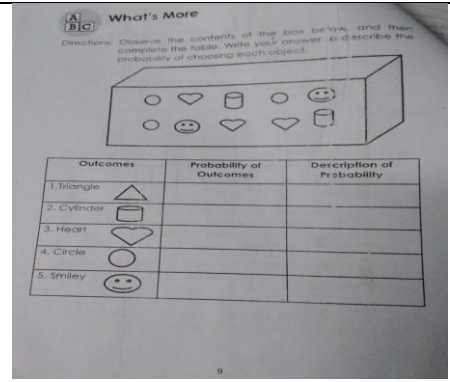 A
B C
What's More
Directions: Observe the contents of the box below, and then
complete the table. Write your answer to describe the
probability of choosing each object.
Outcomes Probability of Outcomes Description of Probability
1.Triangle
2. Cylinder
3. Heart
4. Circle
5. Smiley
9